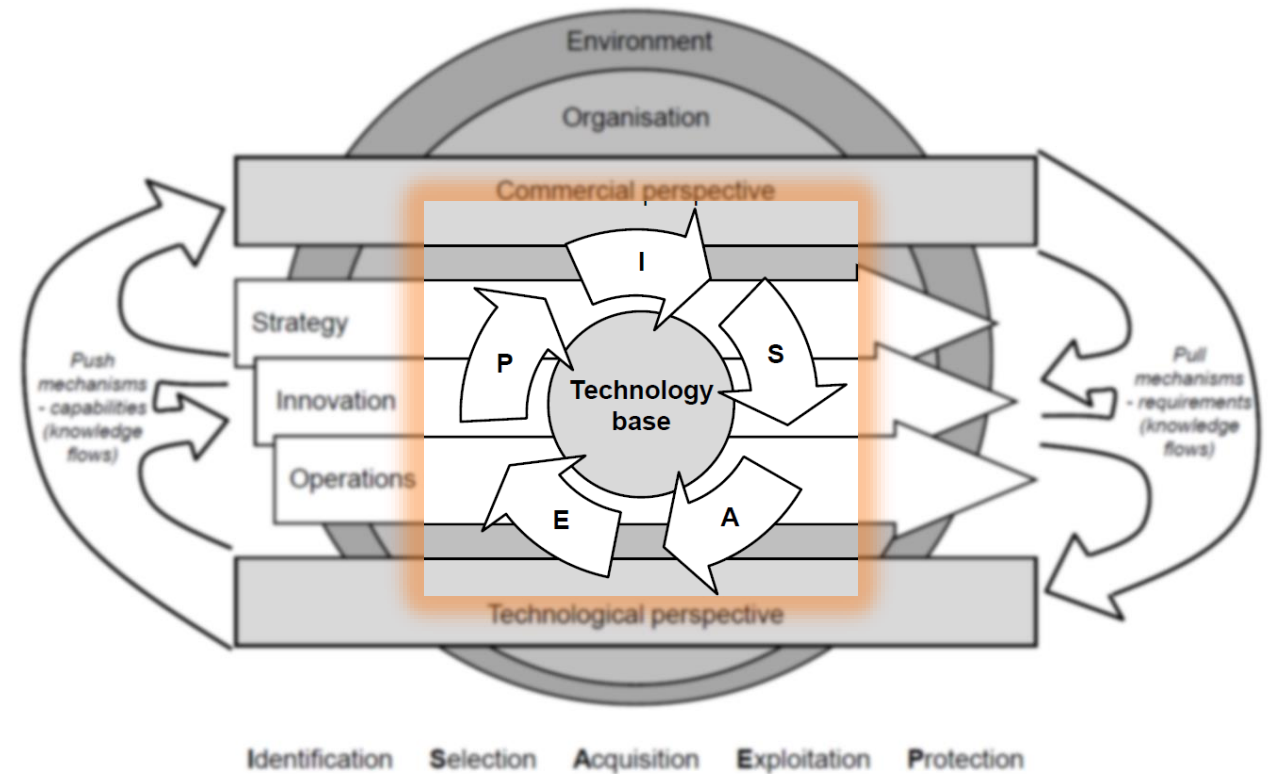 Environment
Organisation
Commercial perspective
I
Strategy
P
S
Push
mechanisms
- capabilities
(knowledge
flows)
Technology
base
Pull
mechanisms
- requirements
(knowledge
flows)
Innovation
Operations
E
A
Technological perspective
Identification Selection Acquisition Exploitation Protection